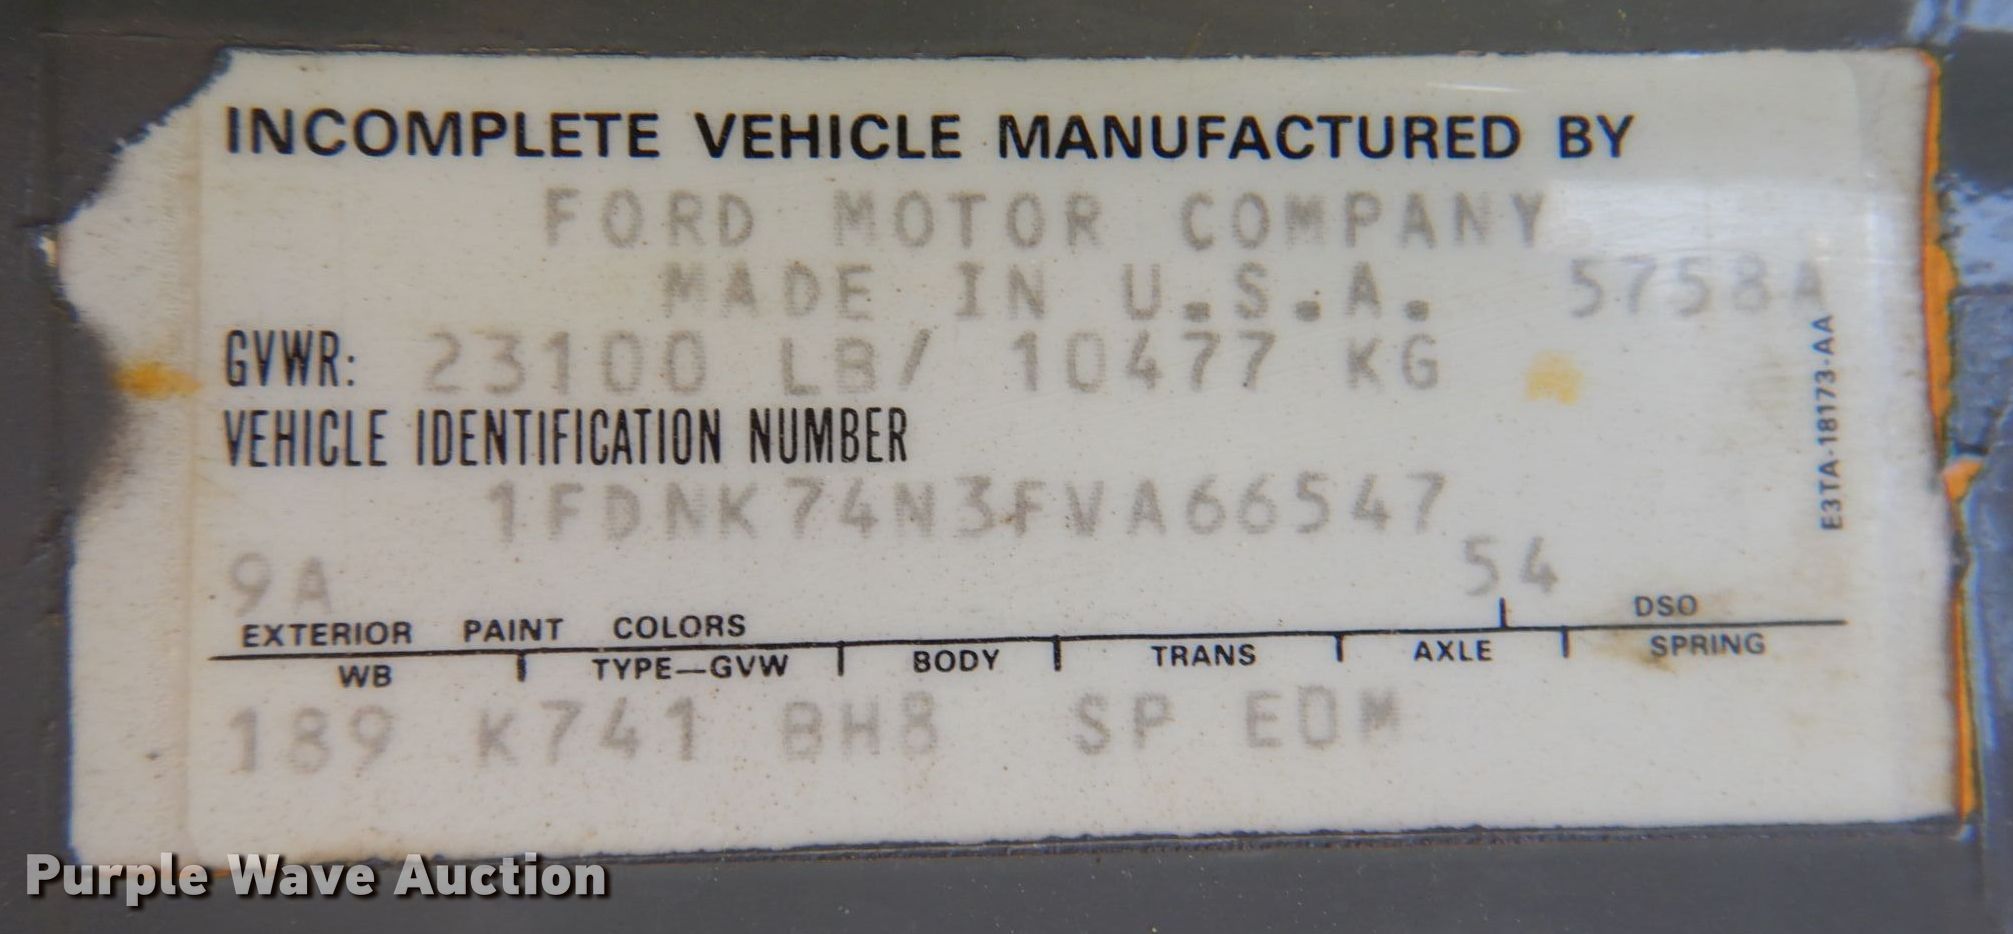 INCOMPLETE VEHICLE MANUFACTURED BY
FORD MOTOR COMPANY
MADE IN U.S.A. 5758A
GVWR: 23100 LB/ 10477 KG
VEHICLE IDENTIFICATION NUMBER
1FDNK74N3FVA66547
9A 54
EXTERIOR PAINT COLORS DSO
WB TYPE—GVW BODY TRANS AXLE SPRING
189 K741 BH8 SP EOM
E3TA-18173-AA
Purple Wave Auction